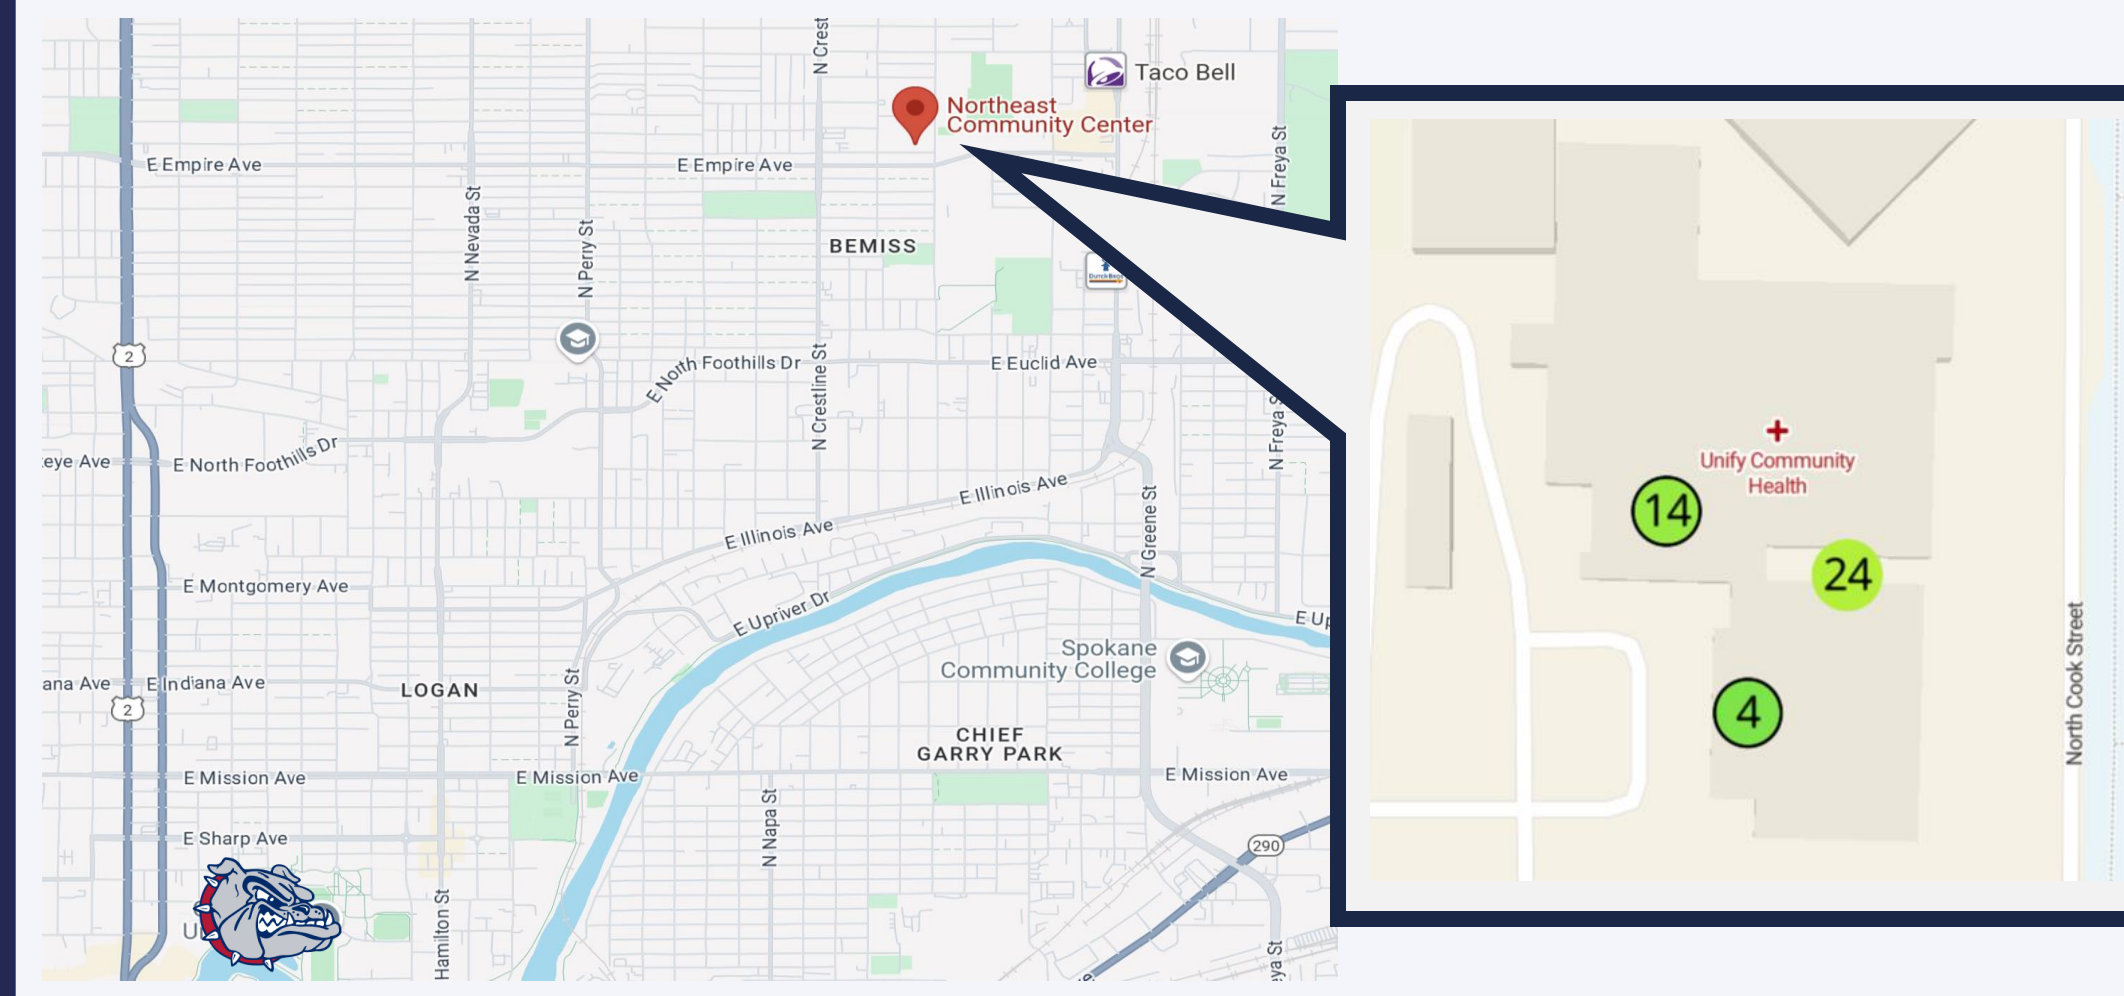 N Crest
Taco Bell
Northeast
Community Center
E Empire Ave
E Empire Ave
N Freya St
N Nevada St
N Perry St
BEMISS
2
E North Foothills Dr
N Crestline St
E Euclid Ave
E North Foothills Dr
eye Ave
N Freya S
E Illinois Ave
E Illinois Ave
N Greene St
E Montgomery Ave
E Upriver Dr
E Up
Spokane
Community College
ana Ave
E Indiana Ave
2
LOGAN
N Perry St
CHIEF
GARRY PARK
E Mission Ave
E Mission Ave
E Mission Ave
N Napa St
E Sharp Ave
290
Hamilton St
U
eya St
Unify Community
Health
14
24
4
North Cook Street